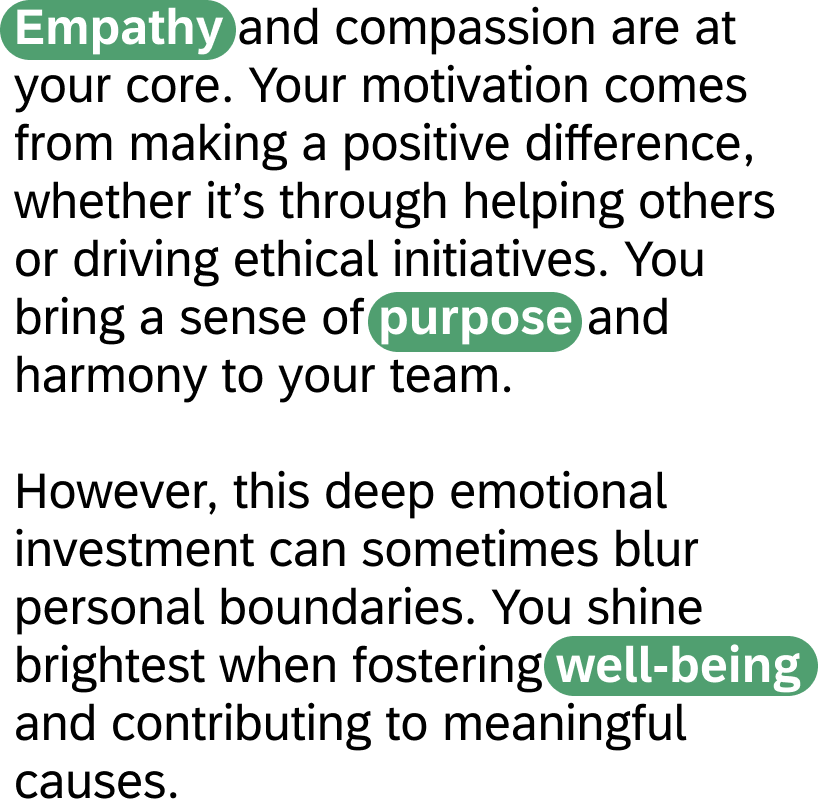 Empathy and compassion are at
your core. Your motivation comes
from making a positive difference,
whether it’s through helping others
or driving ethical initiatives. You
bring a sense of purpose and
harmony to your team.
However, this deep emotional
investment can sometimes blur
personal boundaries. You shine
brightest when fostering well-being
and contributing to meaningful
causes.